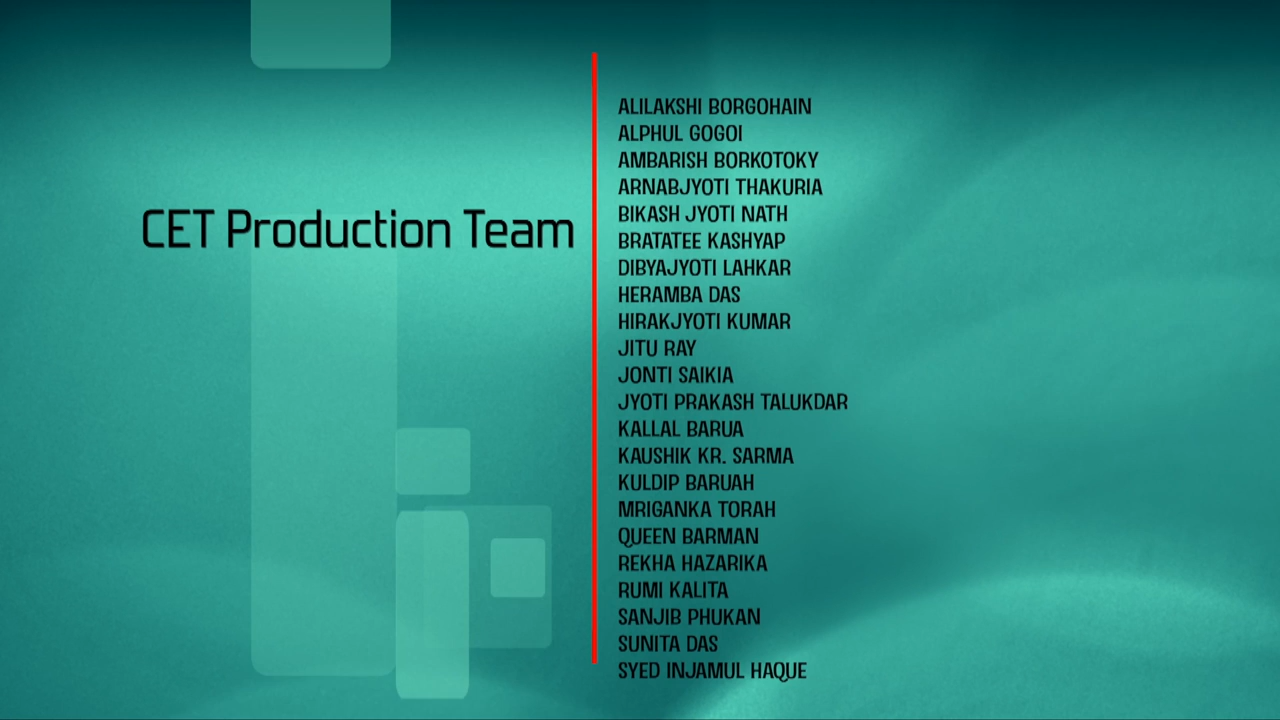 CET Production Team
ALILAKSHI BORGOHAIN
ALPHUL GOGOI
AMBARISH BORKOTOKY
ARNABJYOTI THAKURIA
BIKASH JYOTI NATH
BRATATEE KASHYAP
DIBYAJYOTI LAHKAR
HERAMBA DAS
HIRAKJYOTI KUMAR
JITU RAY
JONTI SAIKIA
JYOTI PRAKASH TALUKDAR
KALLAL BARUA
KAUSHIK KR. SARMA
KULDIP BARUAH
MRIGANKA TORAH
QUEEN BARMAN
REKHA HAZARIKA
RUMI KALITA
SANJIB PHUKAN
SUNITA DAS
SYED INJAMUL HAQUE